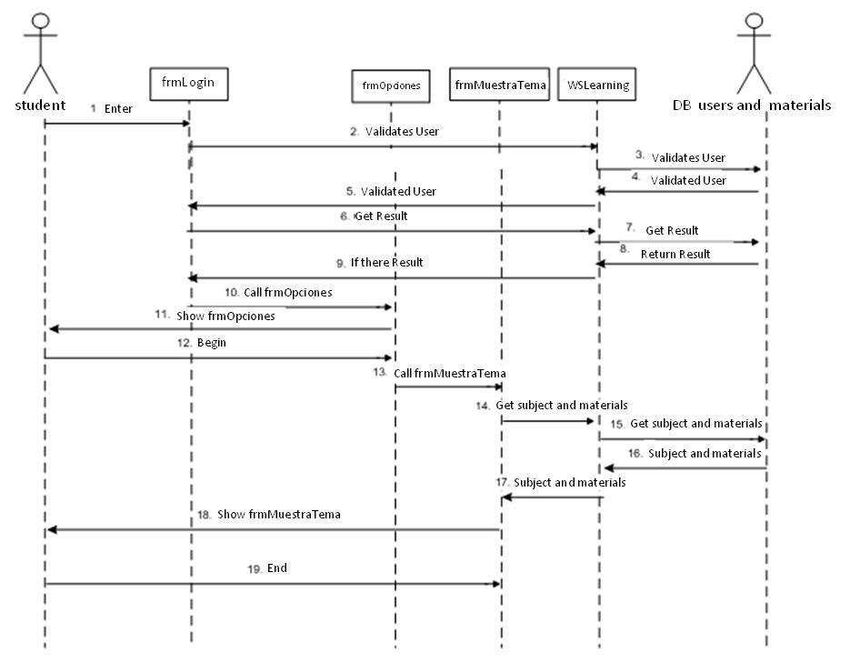 student
frmLogin
frmOpciones
frmMuestraTema
WSLearning
DB users and materials
1 Enter
2. Validates User
3. Validates User
4. Validated User
5. Validated User
6. Get Result
7. Get Result
8. Return Result
9. If there Result
10. Call frmOpciones
11. Show frmOpciones
12. Begin
13. Call frmMuestraTema
14. Get subject and materials
15. Get subject and materials
16. Subject and materials
17. Subject and materials
18. Show frmMuestraTema
19. End